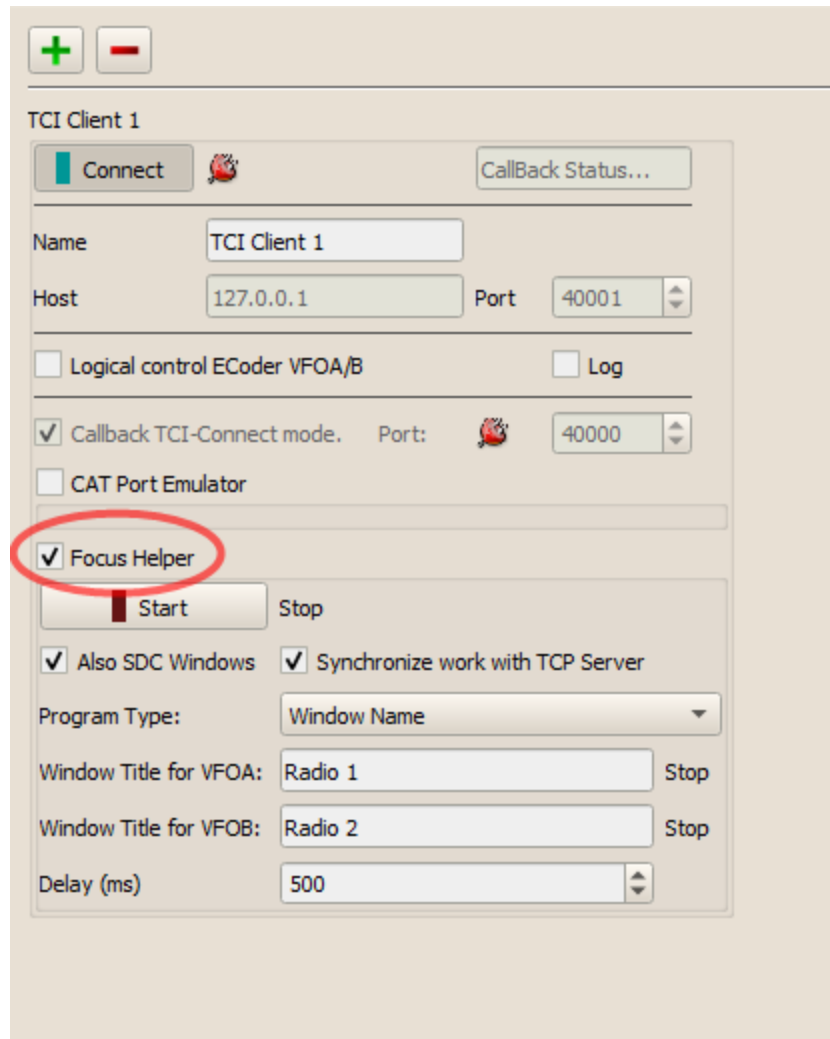 TCI Client 1
Connect CallBack Status...
Name TCI Client 1
Host 127.0.0.1 Port 40001
Logical control ECoder VFOA/B Log
Callback TCI-Connect mode. Port: 40000
CAT Port Emulator
Focus Helper
Start Stop
Also SDC Windows Synchronize work with TCP Server
Program Type: Window Name
Window Title for VFOA: Radio 1 Stop
Window Title for VFOB: Radio 2 Stop
Delay (ms) 500